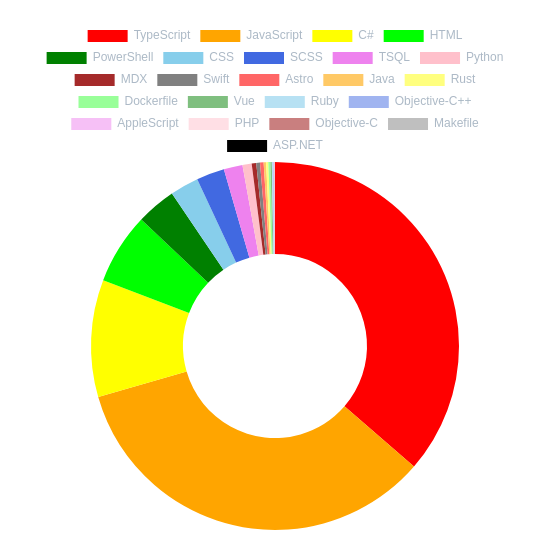 TypeScript JavaScript C# HTML
PowerShell CSS SCSS TSQL Python
MDX Swift Astro Java Rust
Dockerfile Vue Ruby Objective-C++
AppleScript PHP Objective-C Makefile
ASP.NET